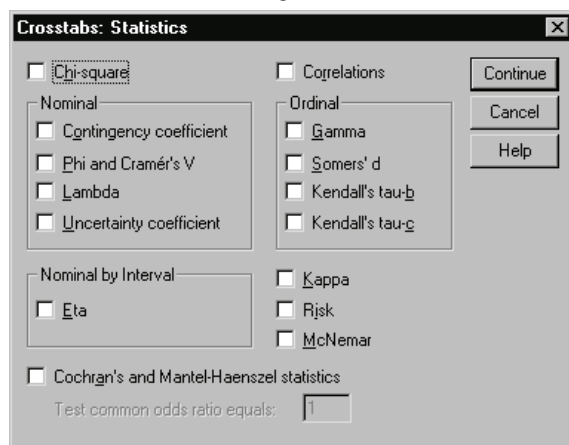 Crosstabs: Statistics
Chi-square
Correlations
Continue
Nominal
Ordinal
Cancel
Contingency coefficient
Gamma
Help
Phi and Cramér's V
Somers' d
Lambda
Kendall's tau-b
Uncertainty coefficient
Kendall's tau-c
Nominal by Interval
Kappa
Eta
Risk
McNemar
Cochran's and Mantel-Haenszel statistics
Test common odds ratio equals: 1